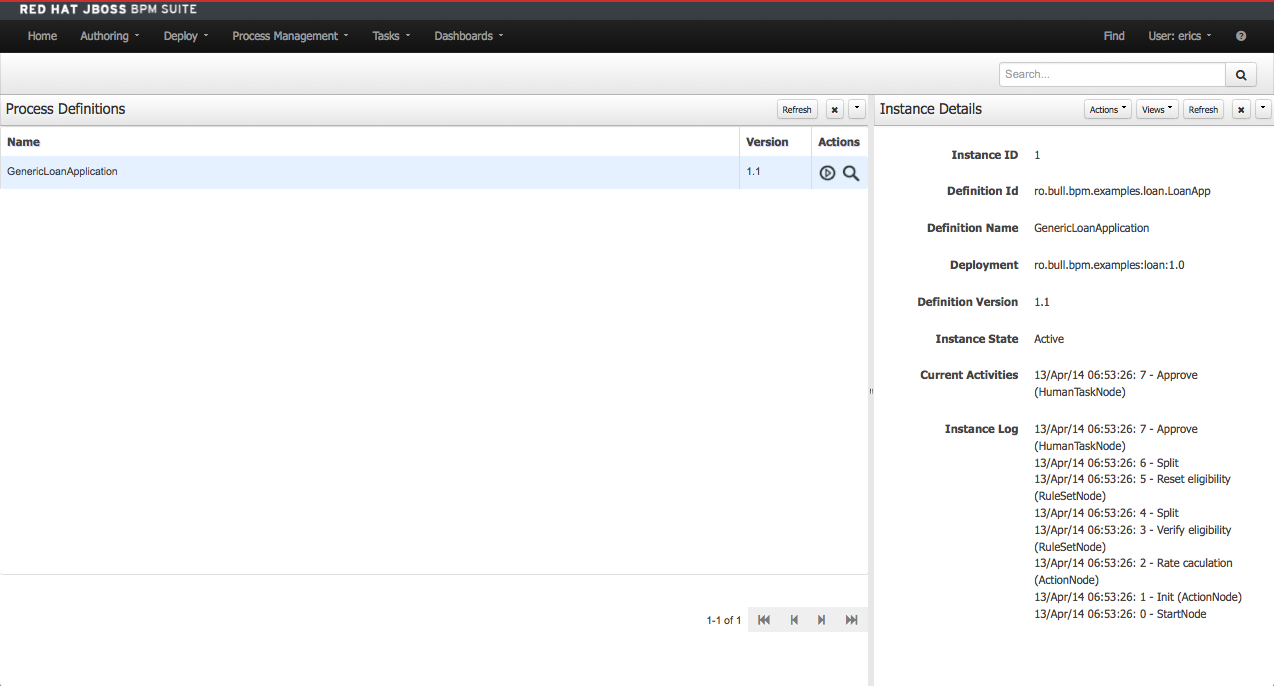 RED HAT JBOSS BPM SUITE
Home Authoring Deploy Process Management Tasks Dashboards Find User: erics ?
Search...
Process Definitions Refresh
Name Version Actions
GenericLoanApplication 1.1
1-1 of 1
Instance Details Actions Views Refresh
Instance ID 1
Definition Id ro.bull.bpm.examples.loan.LoanApp
Definition Name GenericLoanApplication
Deployment ro.bull.bpm.examples:loan:1.0
Definition Version 1.1
Instance State Active
Current Activities 13/Apr/14 06:53:26: 7 - Approve
(HumanTaskNode)
Instance Log 13/Apr/14 06:53:26: 7 - Approve
(HumanTaskNode)
13/Apr/14 06:53:26: 6 - Split
13/Apr/14 06:53:26: 5 - Reset eligibility
(RuleSetNode)
13/Apr/14 06:53:26: 4 - Split
13/Apr/14 06:53:26: 3 - Verify eligibility
(RuleSetNode)
13/Apr/14 06:53:26: 2 - Rate caculation
(ActionNode)
13/Apr/14 06:53:26: 1 - Init (ActionNode)
13/Apr/14 06:53:26: 0 - StartNode